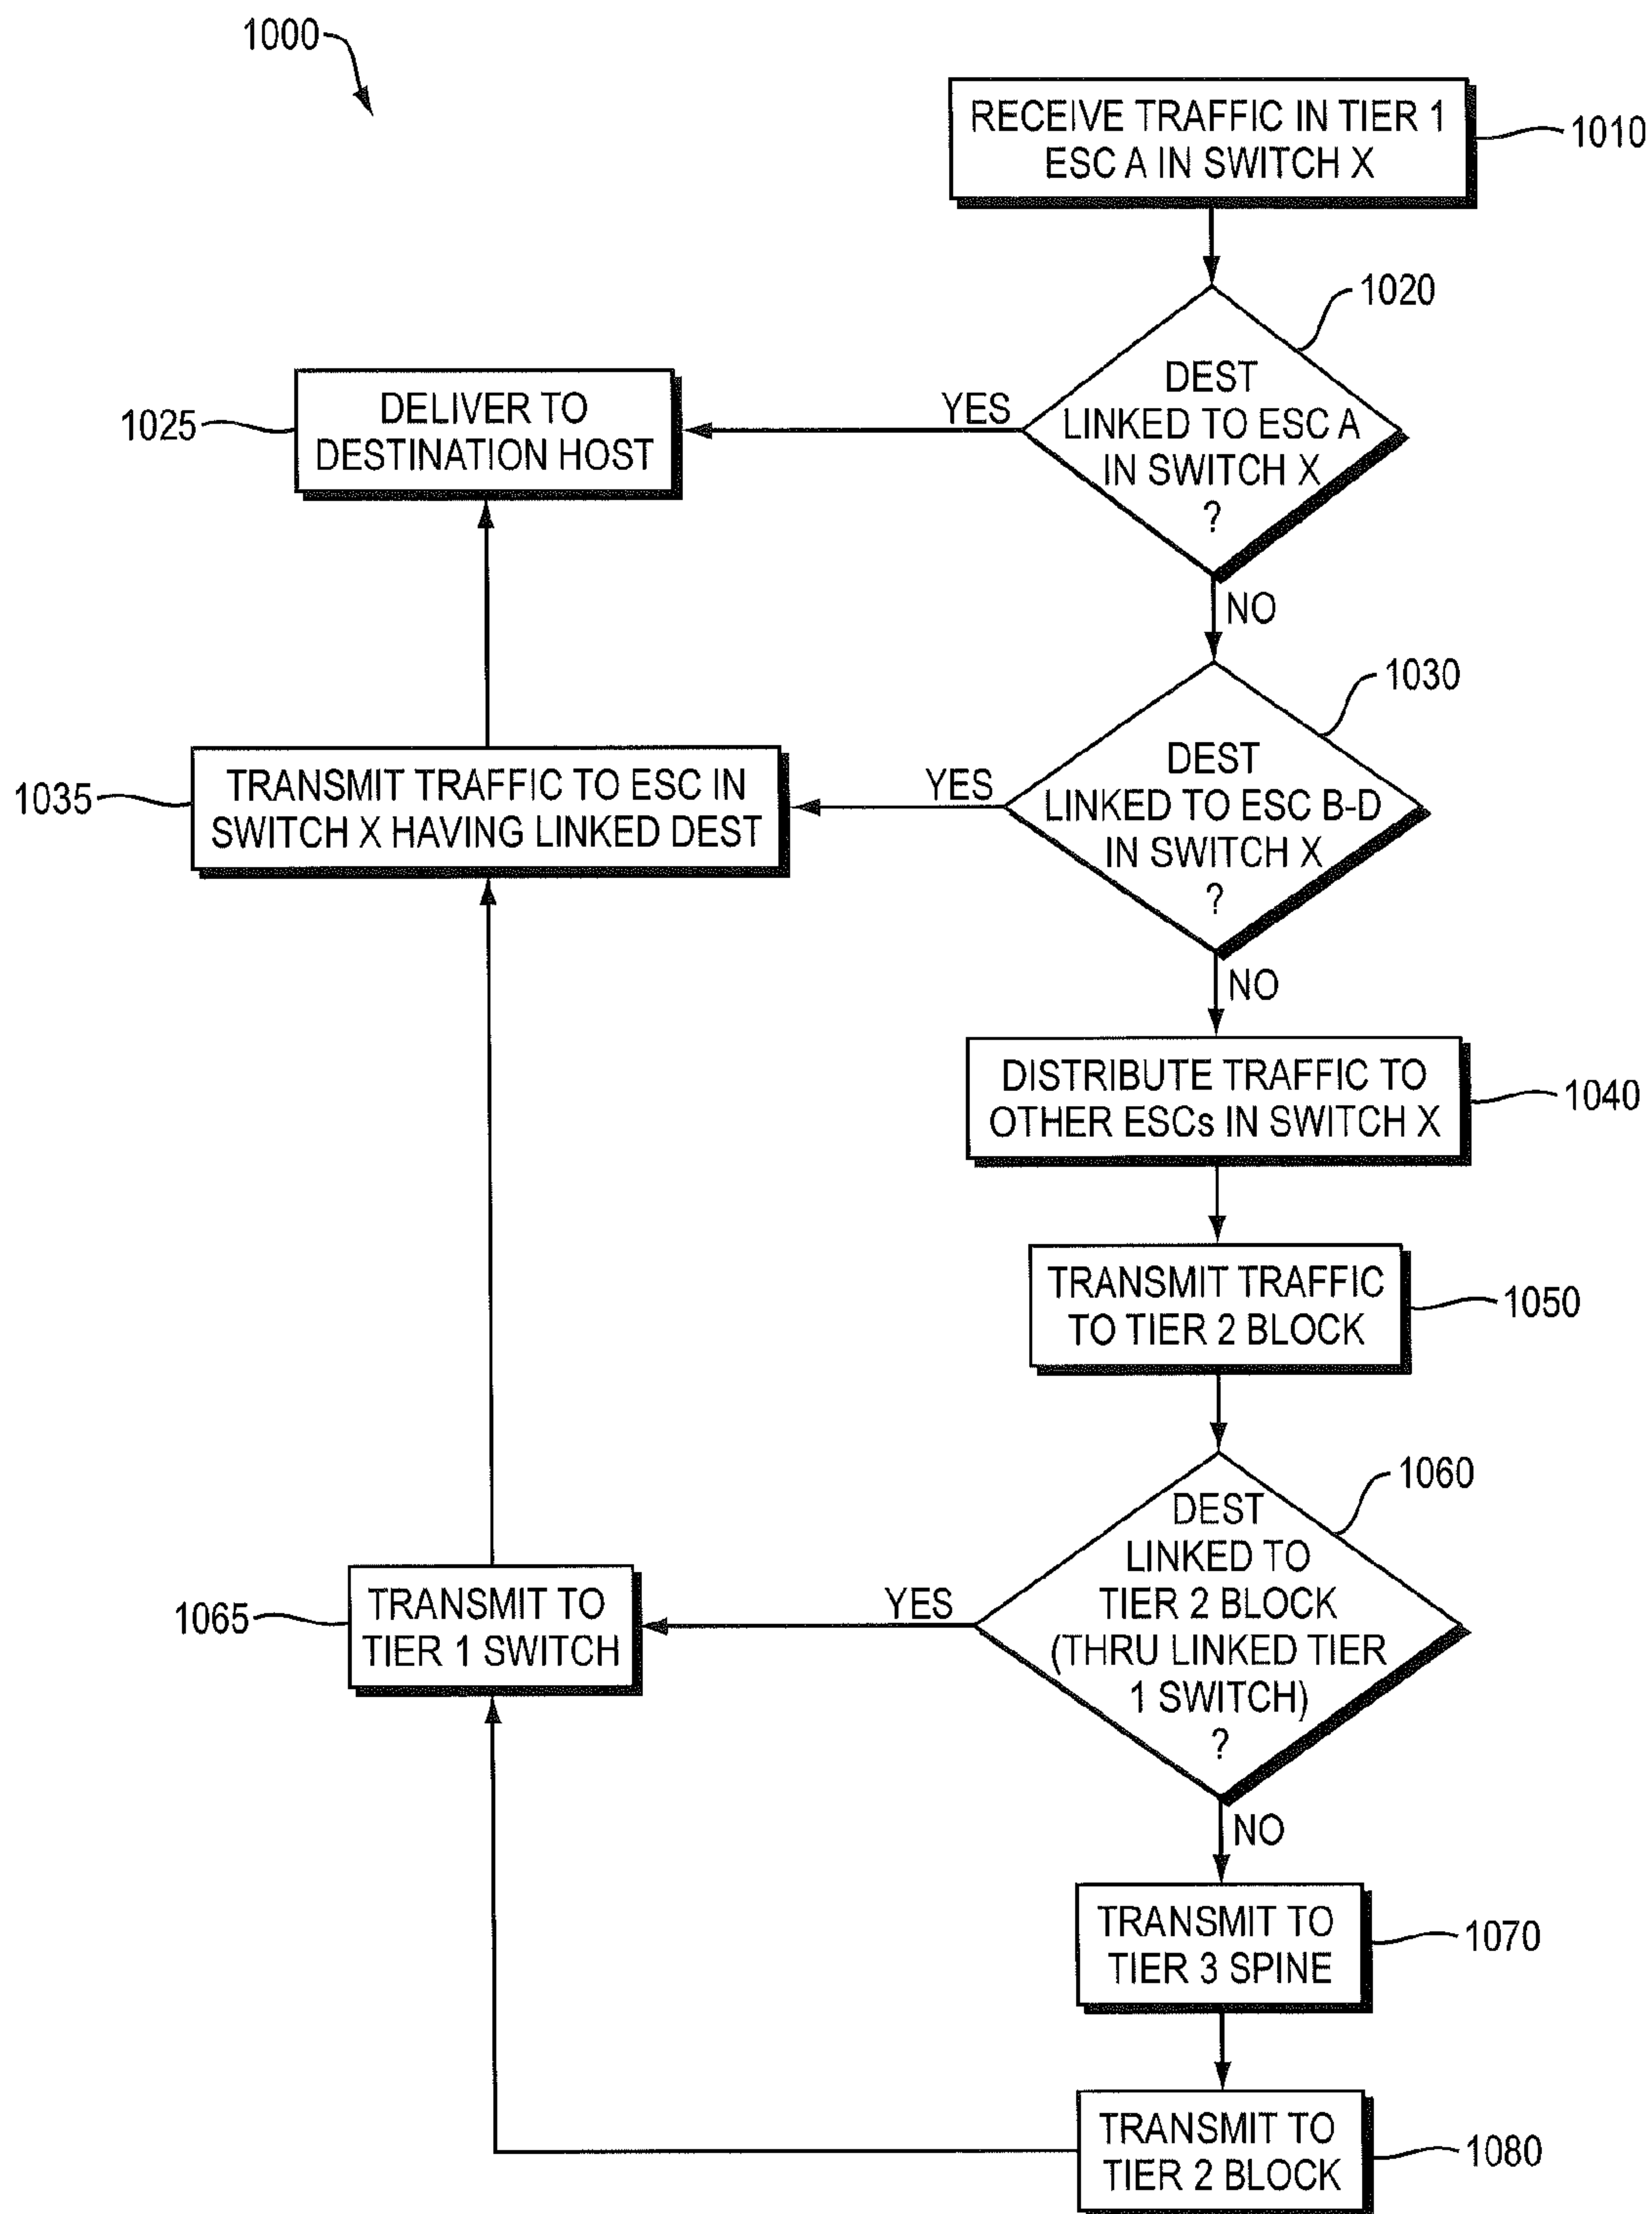 1000
RECEIVE TRAFFIC IN TIER 1
ESC A IN SWITCH X
1010
1020
DEST
LINKED TO ESC A
IN SWITCH X
?
YES
DELIVER TO
DESTINATION HOST
1025
NO
1030
DEST
LINKED TO ESC B-D
IN SWITCH X
?
YES
TRANSMIT TRAFFIC TO ESC IN
SWITCH X HAVING LINKED DEST
1035
NO
DISTRIBUTE TRAFFIC TO
OTHER ESCs IN SWITCH X
1040
TRANSMIT TRAFFIC
TO TIER 2 BLOCK
1050
1060
DEST
LINKED TO
TIER 2 BLOCK
(THRU LINKED TIER
1 SWITCH)
?
YES
TRANSMIT TO
TIER 1 SWITCH
1065
NO
TRANSMIT TO
TIER 3 SPINE
1070
TRANSMIT TO
TIER 2 BLOCK
1080